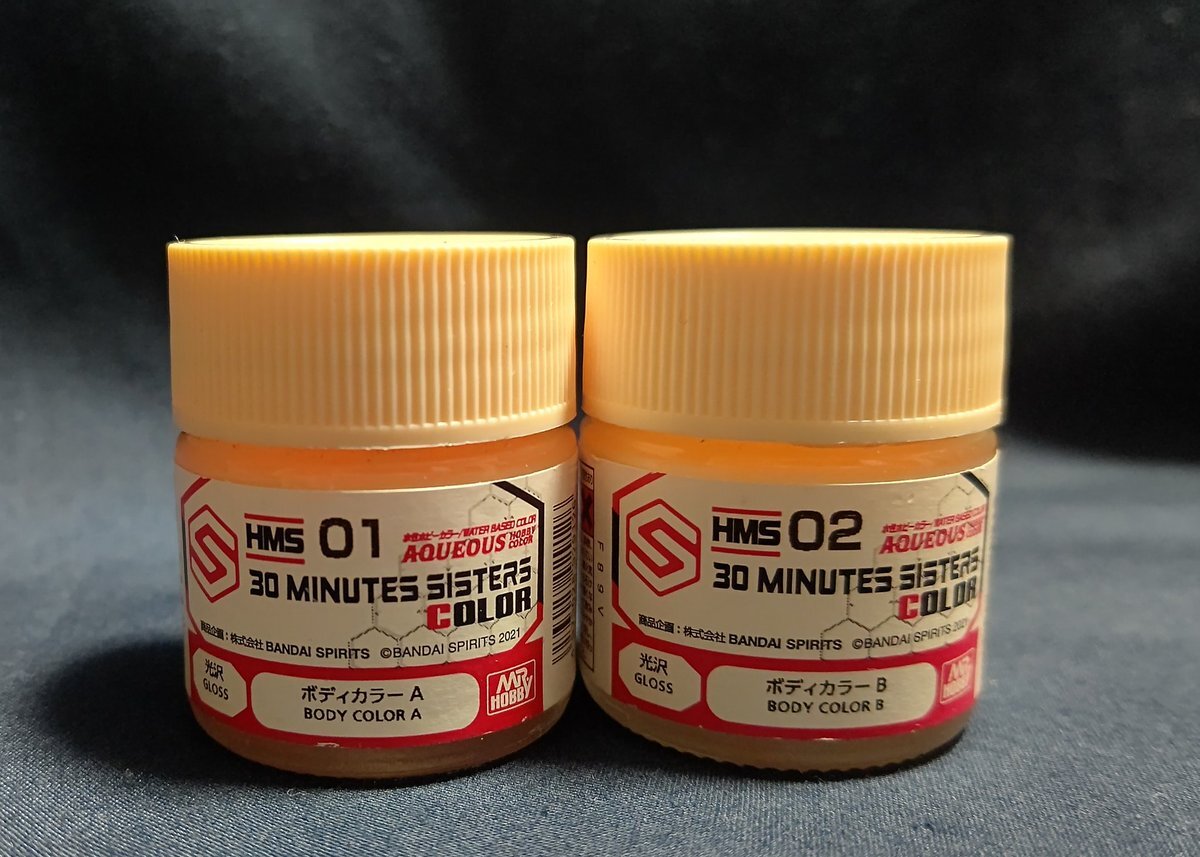 HMS 01
水性ホビーカラー/WATER BASED COLOR
AQUEOUS HOBBY COLOR
30 MINUTES SISTERS
COLOR
商品企画：株式会社 BANDAI SPIRITS ©BANDAI SPIRITS 2021
光沢
GLOSS
ボディカラー A
BODY COLOR A
MR HOBBY
HMS 02
水性ホビーカラー/WATER BASED COLOR
AQUEOUS HOBBY COLOR
30 MINUTES SISTERS
COLOR
商品企画：株式会社 BANDAI SPIRITS ©BANDAI SPIRITS 2021
光沢
GLOSS
ボディカラー B
BODY COLOR B
MR HOBBY